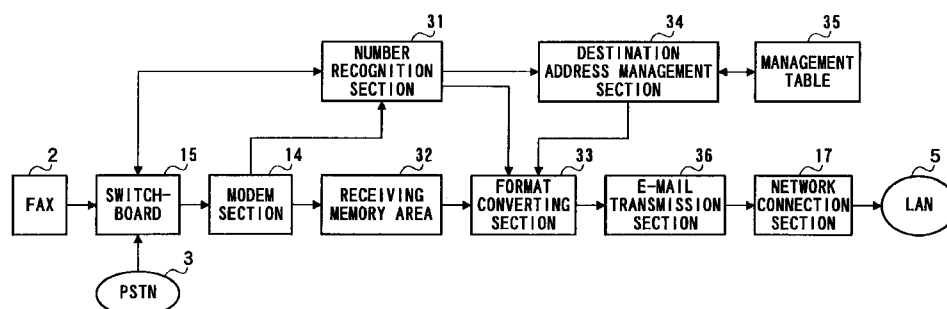 31
NUMBER
RECOGNITION
SECTION
34
DESTINATION
ADDRESS MANAGEMENT
SECTION
35
MANAGEMENT
TABLE
2
FAX
15
SWITCH-
BOARD
14
MODEM
SECTION
32
RECEIVING
MEMORY AREA
33
FORMAT
CONVERTING
SECTION
36
E-MAIL
TRANSMISSION
SECTION
17
NETWORK
CONNECTION
SECTION
5
LAN
3
PSTN